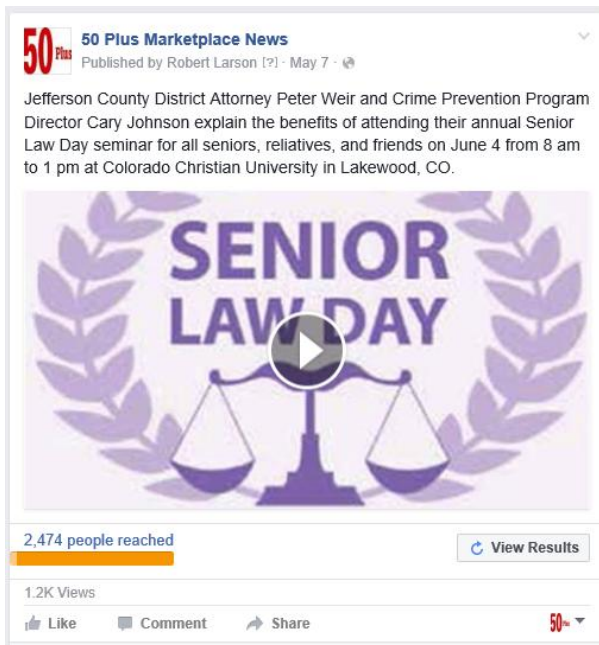 50 Plus
50 Plus Marketplace News
Published by Robert Larson [?] · May 7 ·
Jefferson County District Attorney Peter Weir and Crime Prevention Program
Director Cary Johnson explain the benefits of attending their annual Senior
Law Day seminar for all seniors, reliatives, and friends on June 4 from 8 am
to 1 pm at Colorado Christian University in Lakewood, CO.
SENIOR
LAW DAY
2,474 people reached
View Results
1.2K Views
Like Comment Share 50 Plus